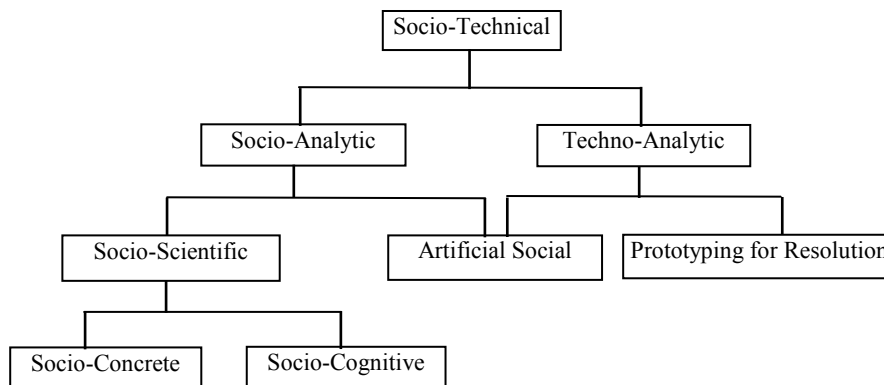 Socio-Technical
Socio-Analytic
Techno-Analytic
Socio-Scientific
Artificial Social
Prototyping for Resolution
Socio-Concrete
Socio-Cognitive